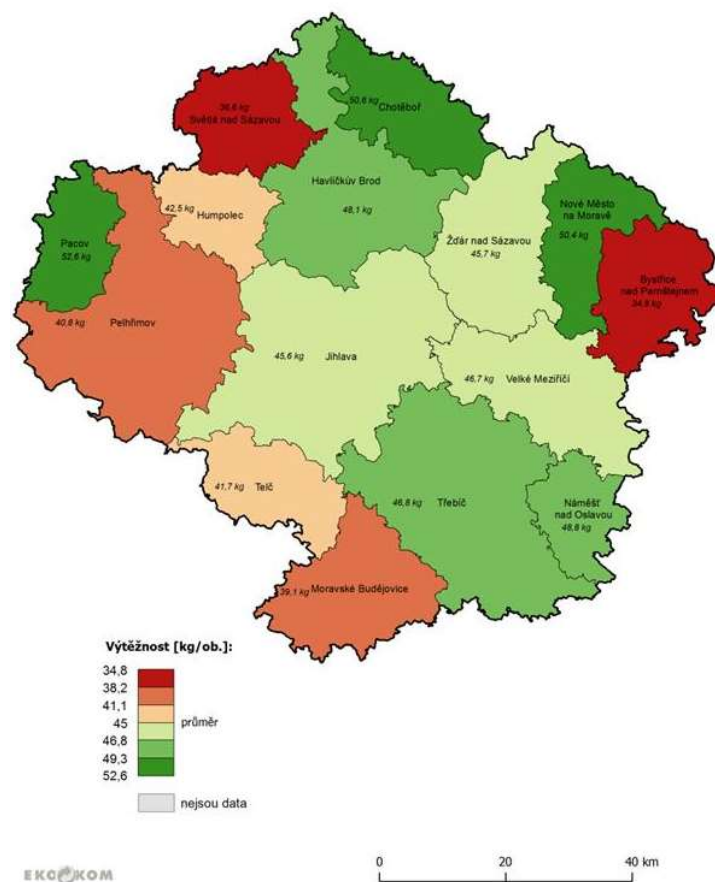 36,6 kg
Světlá nad Sázavou
50,6 kg
Chotěboř
Havlíčkův Brod
48,1 kg
42,5 kg
Humpolec
Pacov
52,6 kg
Nové Město
na Moravě
50,4 kg
Žďár nad Sázavou
45,7 kg
Bystřice
nad Pernštejnem
34,8 kg
40,8 kg
Pelhřimov
45,6 kg
Jihlava
46,7 kg
Velké Meziříčí
41,7 kg
Telč
46,8 kg
Třebíč
Náměšť
nad Oslavou
48,8 kg
39,1 kg
Moravské Budějovice
Výtěžnost [kg/ob.]:
34,8
38,2
41,1
45
46,8
49,3
52,6
průměr
nejsou data
EKO KOM
0 20 40 km